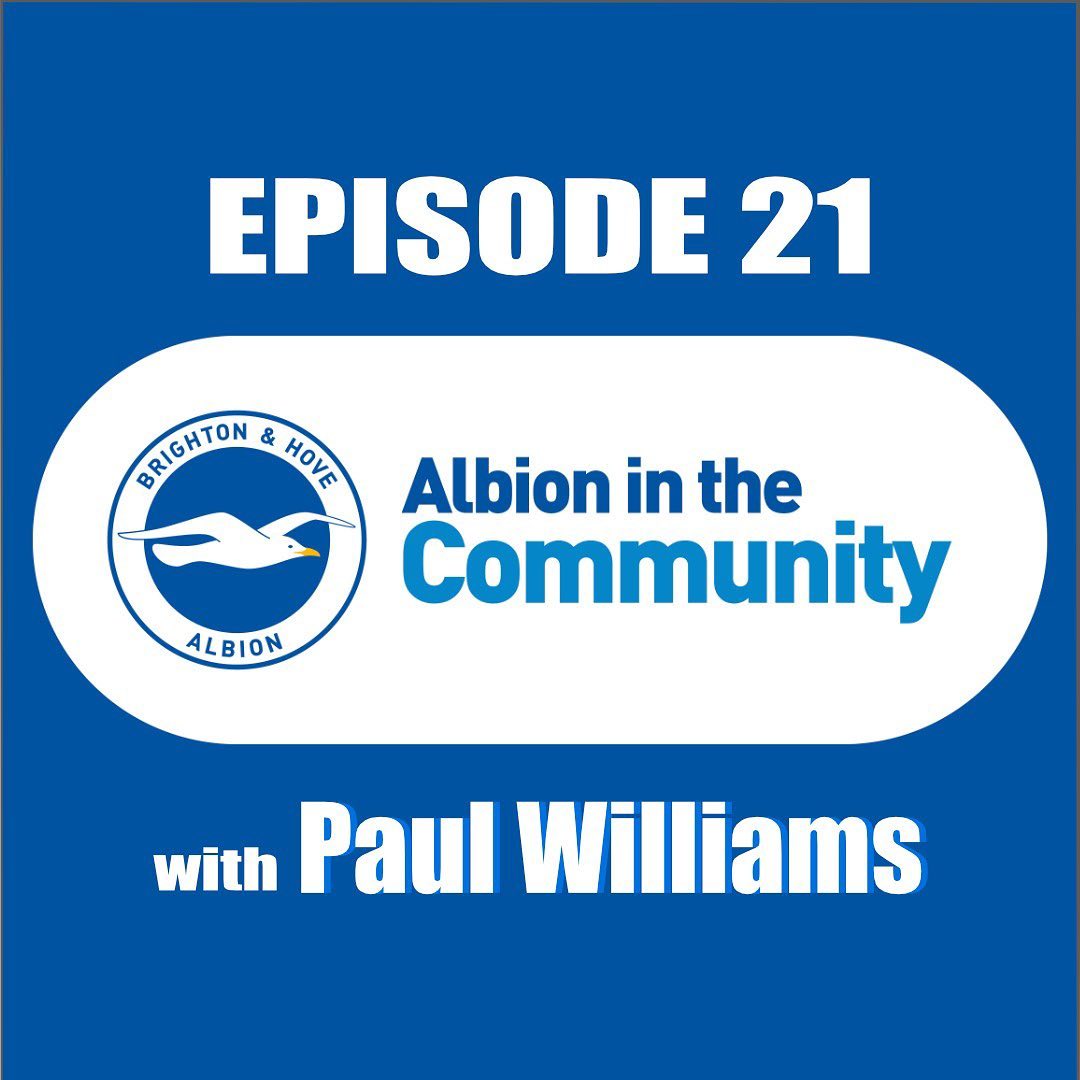 EPISODE 21
BRIGHTON & HOVE
ALBION
Albion in the
Community
with Paul Williams